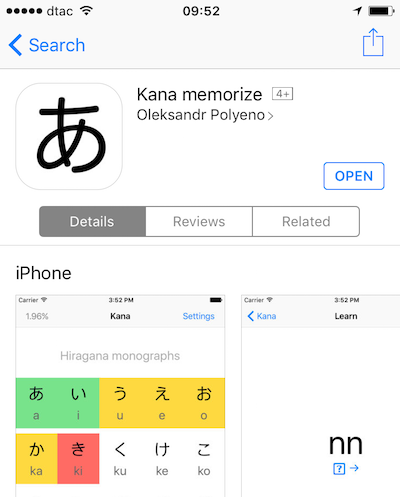 dtac 09:52
Search
あ
Kana memorize 4+
Oleksandr Polyeno >
OPEN
Details Reviews Related
iPhone
Carrier 3:52 PM
1.96% Kana Settings
Hiragana monographs
あ い う え お
a i u e o
か き く け こ
ka ki ku ke ko
Carrier 3:52 PM
Kana Learn
nn
?